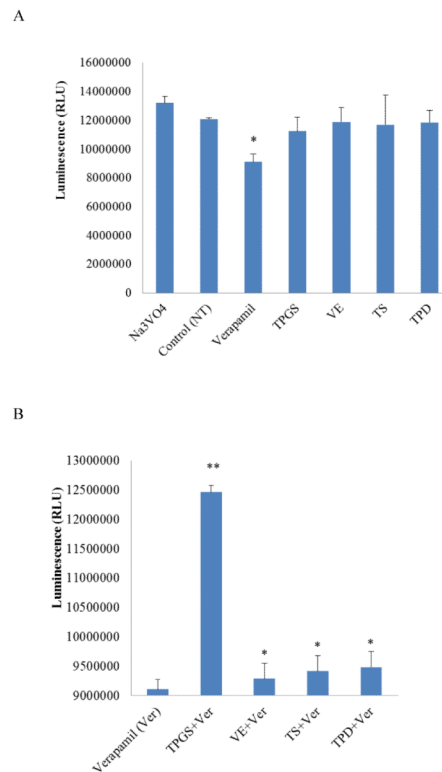 A
Luminescence (RLU)
16000000
14000000
12000000
10000000
8000000
6000000
4000000
2000000
0
*
Na3VO4
Control (NT)
Verapamil
TPGS
VE
TS
TPD
B
Luminescence (RLU)
13000000
12500000
12000000
11500000
11000000
10000000
9500000
9000000
**
*
*
*
Verapamil (Ver)
TPGS+Ver
VE+Ver
TS+Ver
TPD+Ver